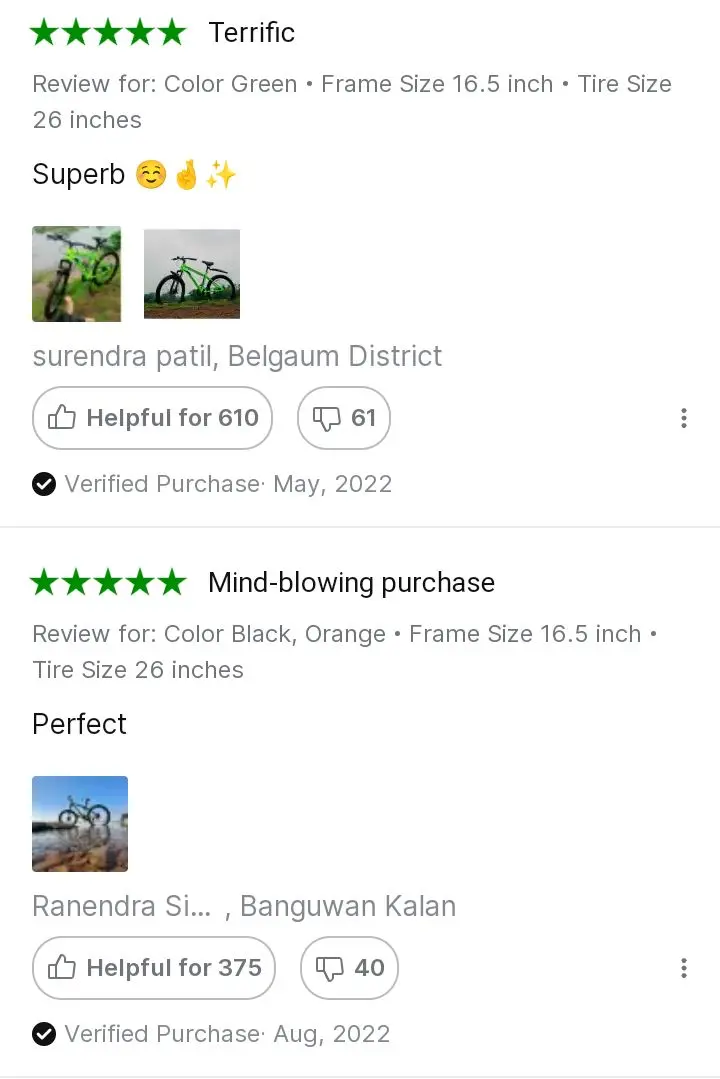 ★★★★★ Terrific
Review for: Color Green • Frame Size 16.5 inch • Tire Size
26 inches
Superb ☺️🤞✨
surendra patil, Belgaum District
Helpful for 610 61
Verified Purchase· May, 2022
★★★★★ Mind-blowing purchase
Review for: Color Black, Orange • Frame Size 16.5 inch •
Tire Size 26 inches
Perfect
Ranendra Si... , Banguwan Kalan
Helpful for 375 40
Verified Purchase· Aug, 2022